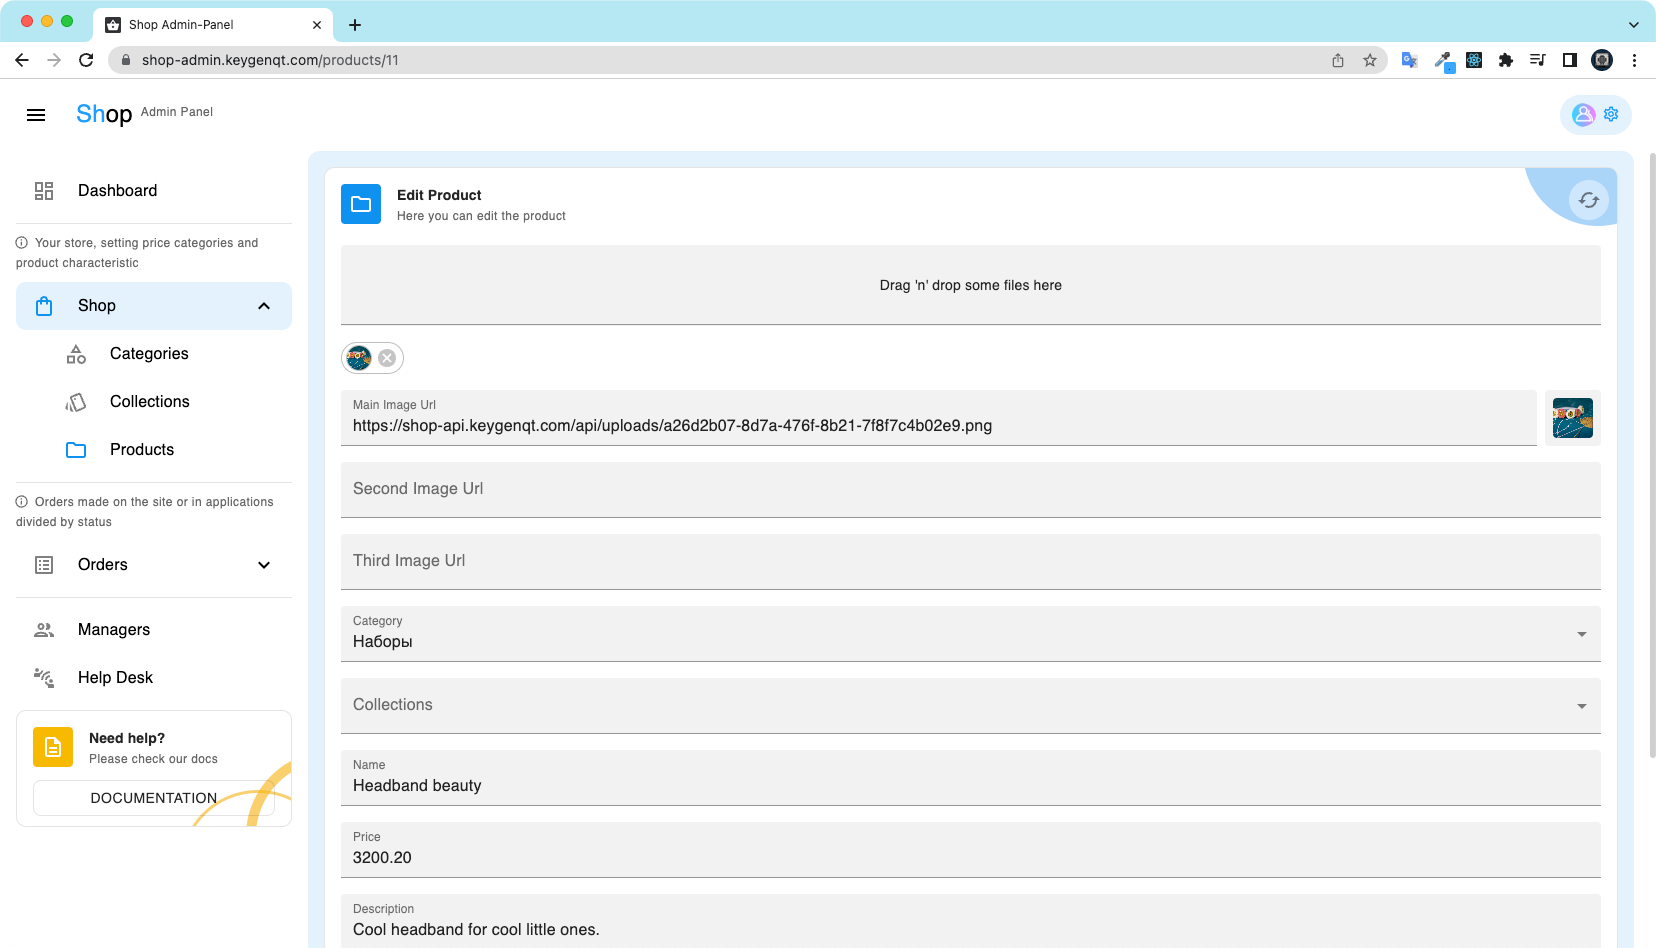 Shop Admin-Panel
shop-admin.keygenqt.com/products/11
Shop Admin Panel
Dashboard
Your store, setting price categories and
product characteristic
Shop
Categories
Collections
Products
Orders made on the site or in applications
divided by status
Orders
Managers
Help Desk
Need help?
Please check our docs
DOCUMENTATION
Edit Product
Here you can edit the product
Drag 'n' drop some files here
Main Image Url
https://shop-api.keygenqt.com/api/uploads/a26d2b07-8d7a-476f-8b21-7f8f7c4b02e9.png
Second Image Url
Third Image Url
Category
Наборы
Collections
Name
Headband beauty
Price
3200.20
Description
Cool headband for cool little ones.